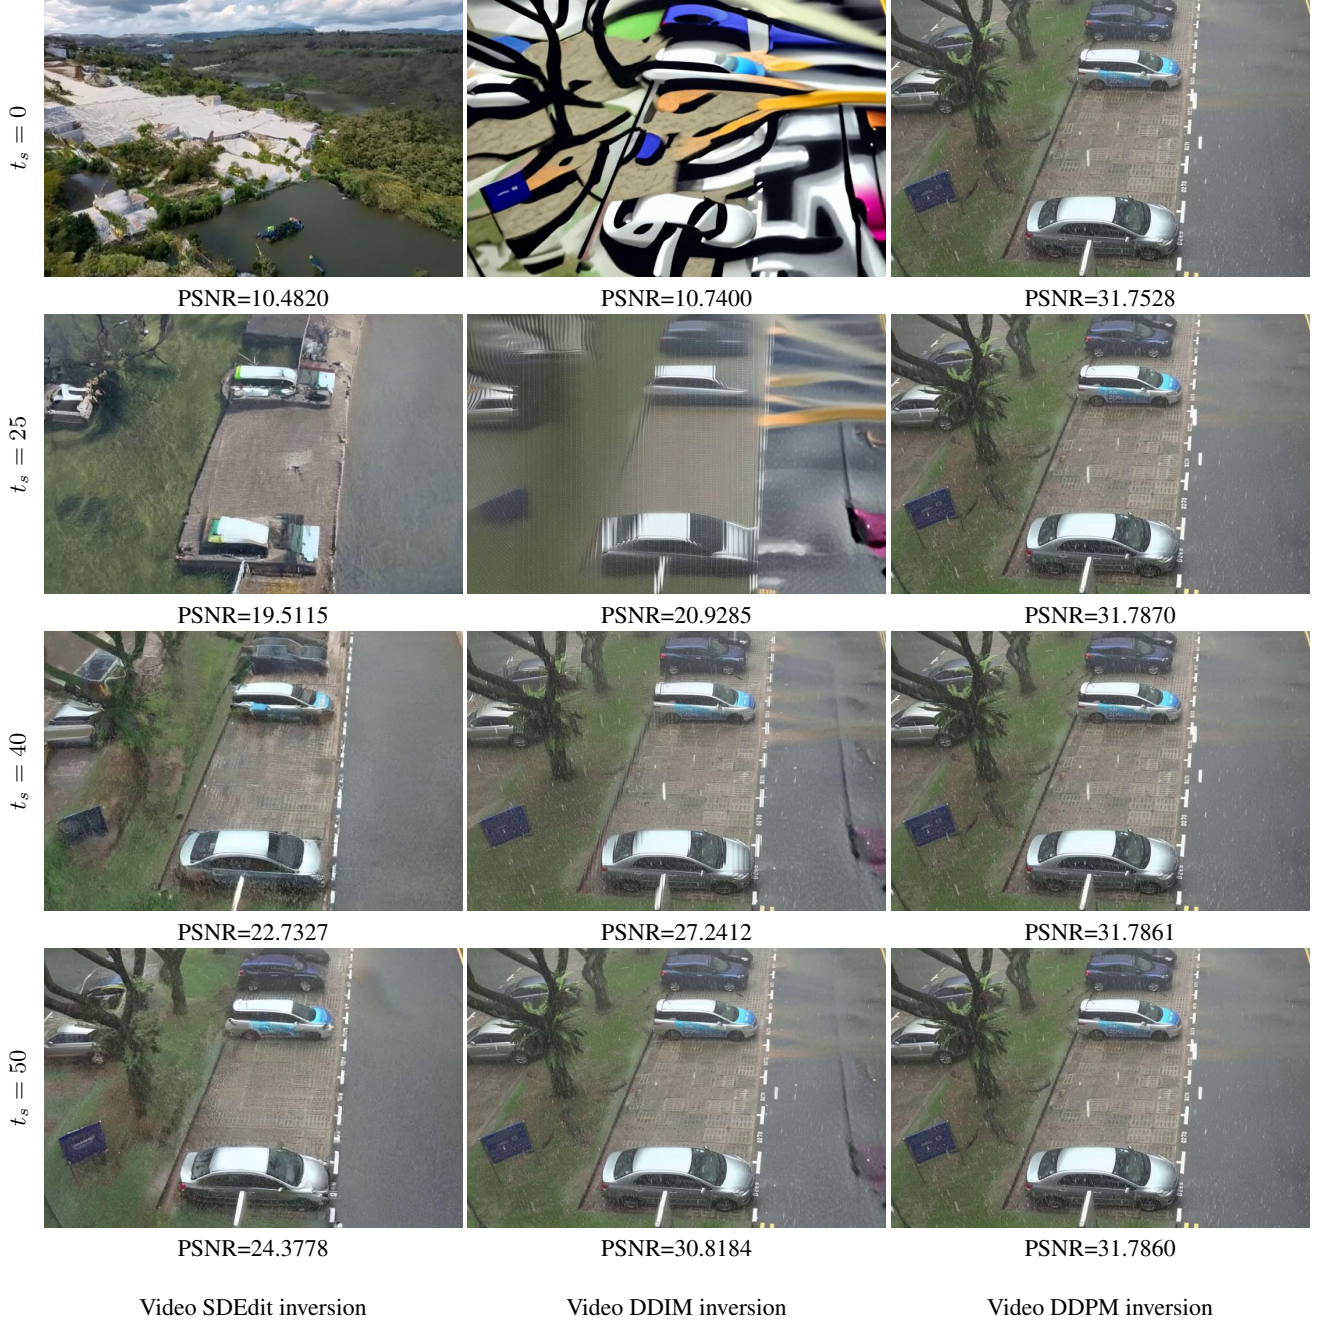 t_s = 0
PSNR=10.4820 PSNR=10.7400 PSNR=31.7528
t_s = 25
PSNR=19.5115 PSNR=20.9285 PSNR=31.7870
t_s = 40
PSNR=22.7327 PSNR=27.2412 PSNR=31.7861
t_s = 50
PSNR=24.3778 PSNR=30.8184 PSNR=31.7860
Video SDEdit inversion Video DDIM inversion Video DDPM inversion